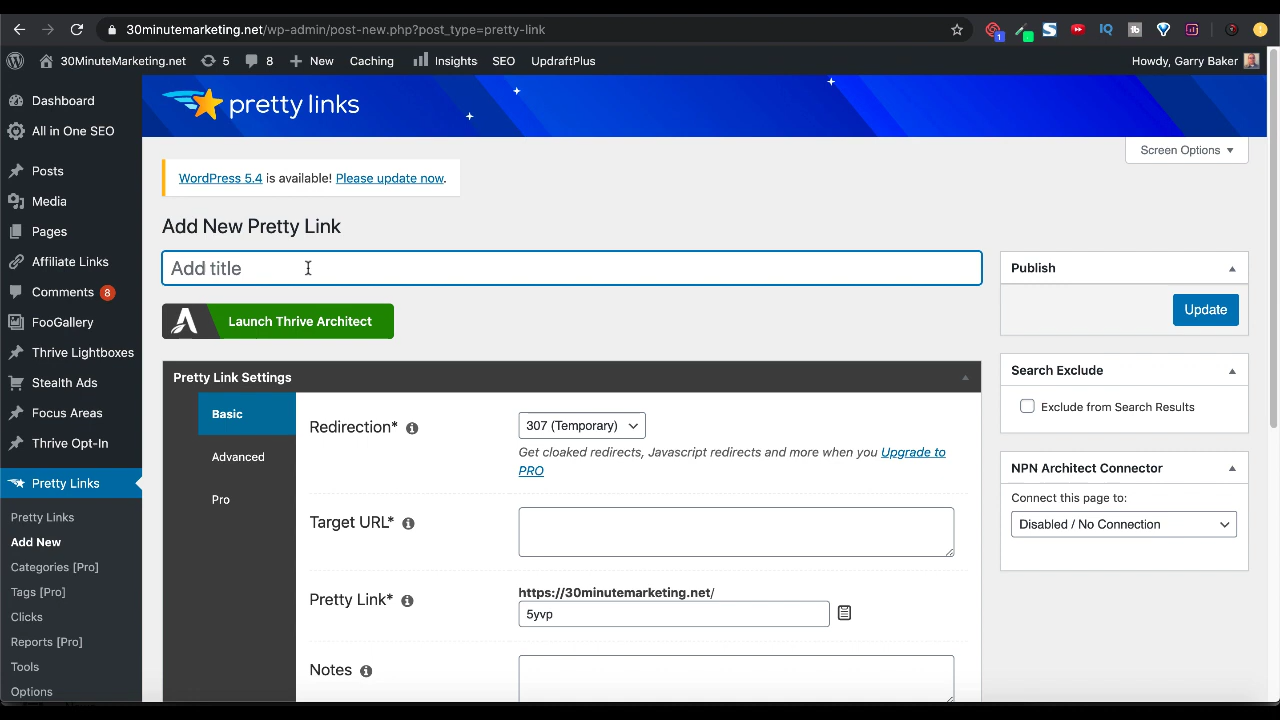 30minutemarketing.net/wp-admin/post-new.php?post_type=pretty-link
1
IQ
tb
30MinuteMarketing.net
5
8
New
Caching
Insights
SEO
UpdraftPlus
Howdy, Garry Baker
Dashboard
All in One SEO
Posts
Media
Pages
Affiliate Links
Comments 8
FooGallery
Thrive Lightboxes
Stealth Ads
Focus Areas
Thrive Opt-In
Pretty Links
Pretty Links
Add New
Categories [Pro]
Tags [Pro]
Clicks
Reports [Pro]
Tools
Options
pretty links
Screen Options
WordPress 5.4 is available! Please update now.
Add New Pretty Link
Add title
Launch Thrive Architect
Pretty Link Settings
Basic
Advanced
Pro
Redirection*
307 (Temporary)
Get cloaked redirects, Javascript redirects and more when you Upgrade to
PRO
Target URL*
Pretty Link*
https://30minutemarketing.net/
5yvp
Notes
Publish
Update
Search Exclude
Exclude from Search Results
NPN Architect Connector
Connect this page to:
Disabled / No Connection